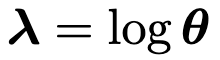 𝝀 = log 𝜽